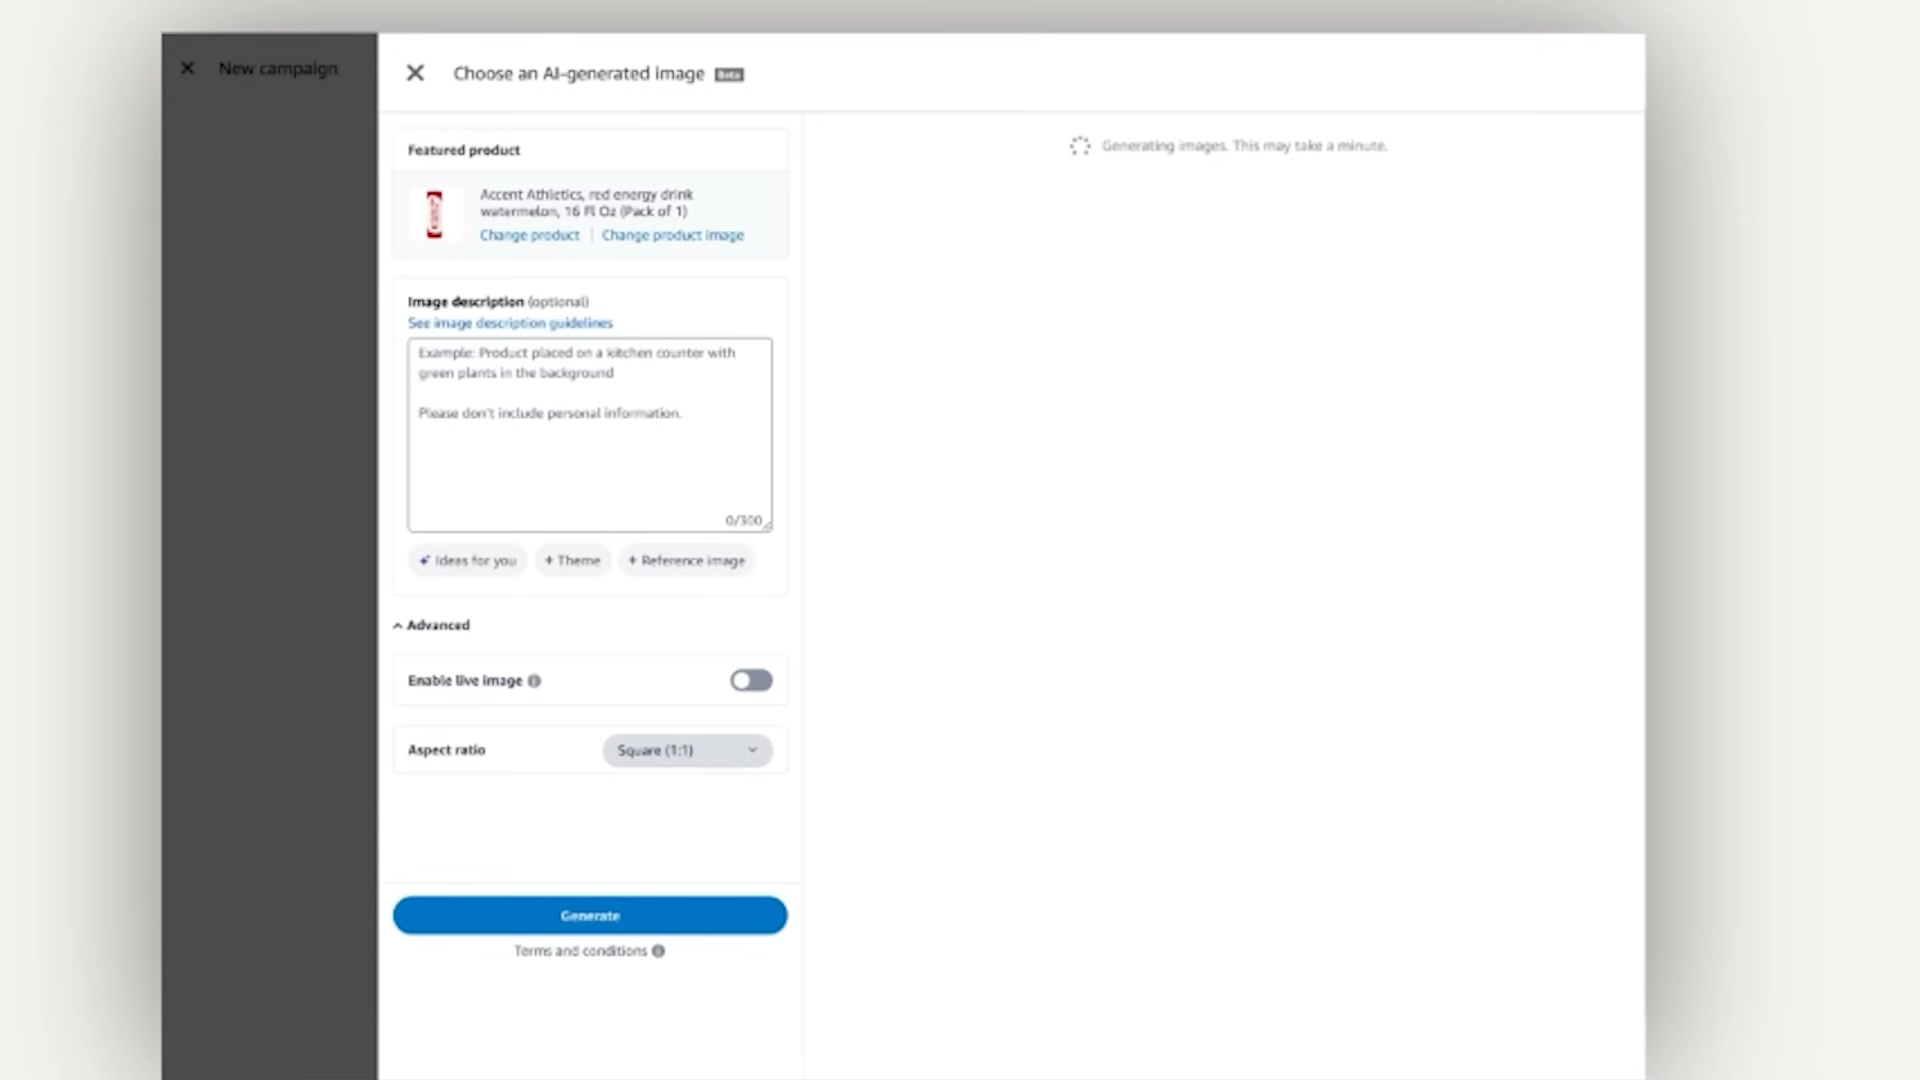 New campaign
Choose an AI-generated image Beta
Generating images. This may take a minute.
Featured product
Accent Athletics, red energy drink
watermelon, 16 Fl Oz (Pack of 1)
Change product | Change product image
Image description (optional)
See image description guidelines
Example: Product placed on a kitchen counter with
green plants in the background
Please don't include personal information.
0/300
Ideas for you
+ Theme
+ Reference image
Advanced
Enable live image
Aspect ratio
Square (1:1)
Generate
Terms and conditions